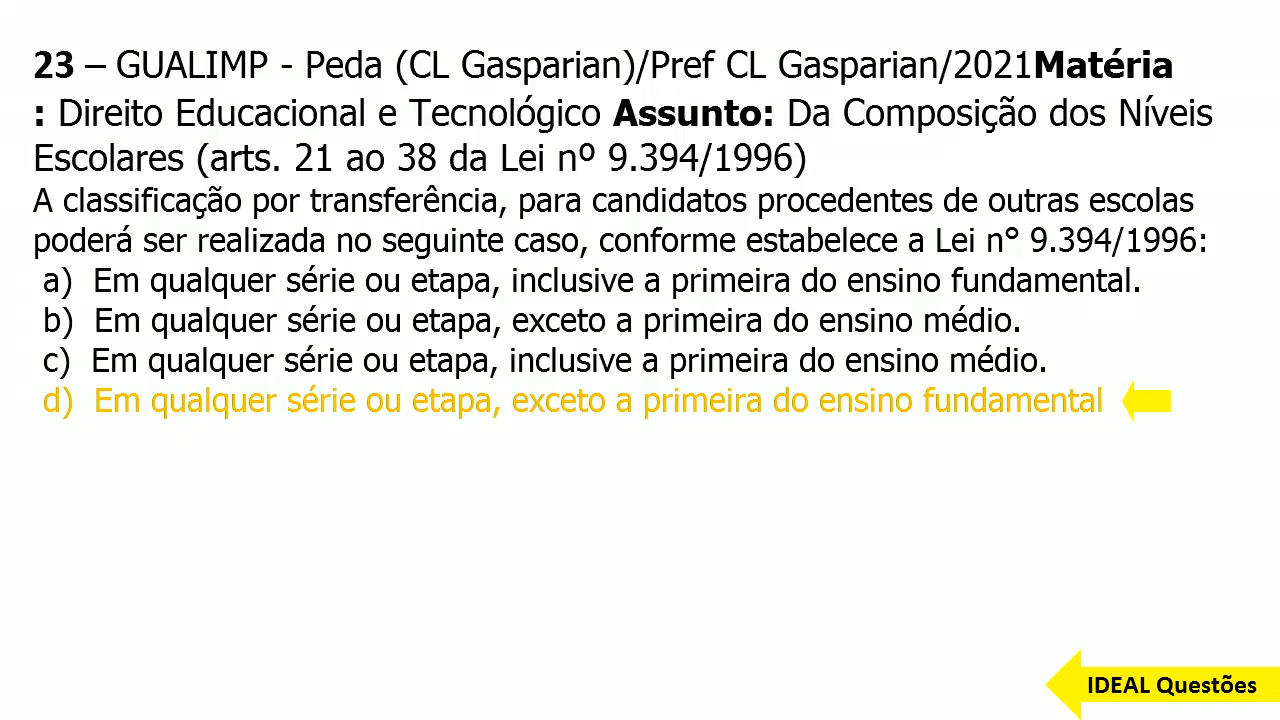 23 – GUALIMP - Peda (CL Gasparian)/Pref CL Gasparian/2021Matéria
: Direito Educacional e Tecnológico Assunto: Da Composição dos Níveis
Escolares (arts. 21 ao 38 da Lei nº 9.394/1996)
A classificação por transferência, para candidatos procedentes de outras escolas
poderá ser realizada no seguinte caso, conforme estabelece a Lei n° 9.394/1996:
a) Em qualquer série ou etapa, inclusive a primeira do ensino fundamental.
b) Em qualquer série ou etapa, exceto a primeira do ensino médio.
c) Em qualquer série ou etapa, inclusive a primeira do ensino médio.
d) Em qualquer série ou etapa, exceto a primeira do ensino fundamental
IDEAL Questões